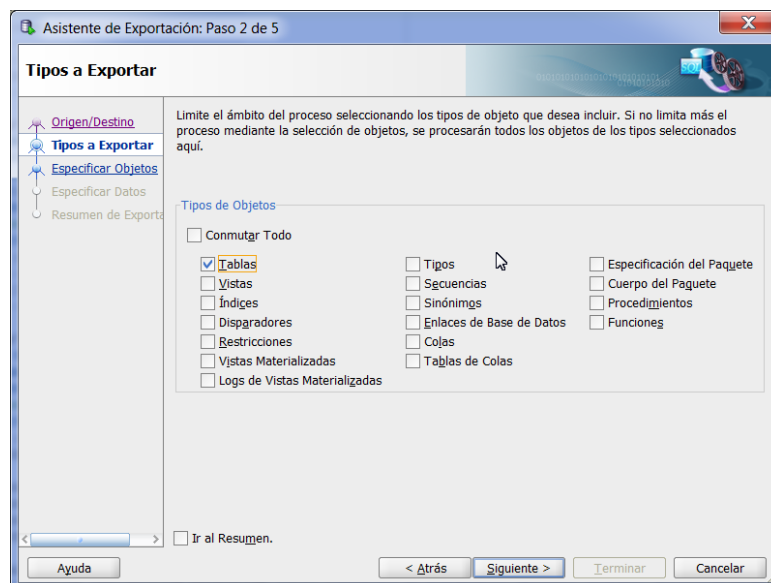 Asistente de Exportación: Paso 2 de 5
Tipos a Exportar
SQL
Origen/Destino
Tipos a Exportar
Especificar Objetos
Especificar Datos
Resumen de Exporta
Limite el ámbito del proceso seleccionando los tipos de objeto que desea incluir. Si no limita más el
proceso mediante la selección de objetos, se procesarán todos los objetos de los tipos seleccionados
aquí.
Tipos de Objetos
Conmutar Todo
Tablas
Vistas
Índices
Disparadores
Restricciones
Vistas Materializadas
Logs de Vistas Materializadas
Tipos
Secuencias
Sinónimos
Enlaces de Base de Datos
Colas
Tablas de Colas
Especificación del Paquete
Cuerpo del Paquete
Procedimientos
Funciones
Ir al Resumen.
Ayuda
< Atrás
Siguiente >
Terminar
Cancelar